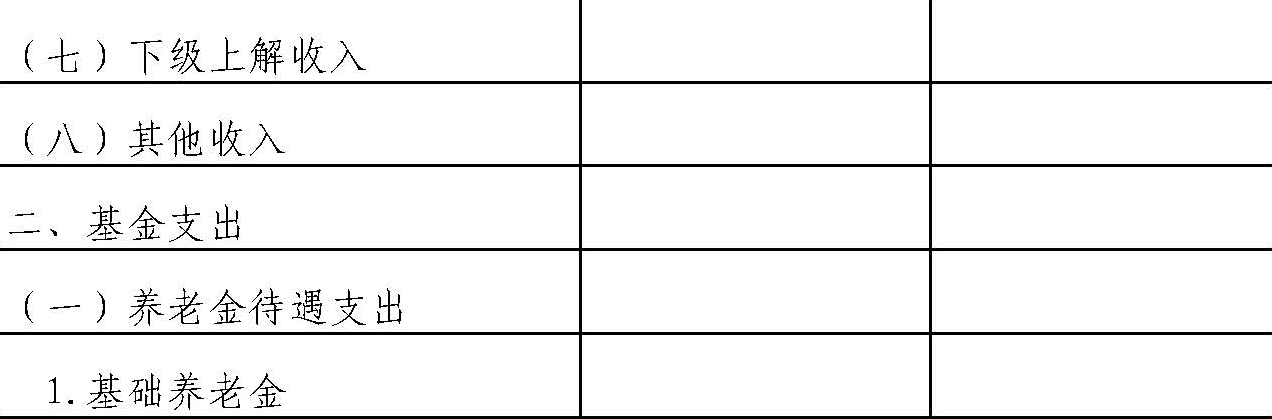 （七）下级上解收入
（八）其他收入
二、基金支出
（一）养老金待遇支出
1.基础养老金